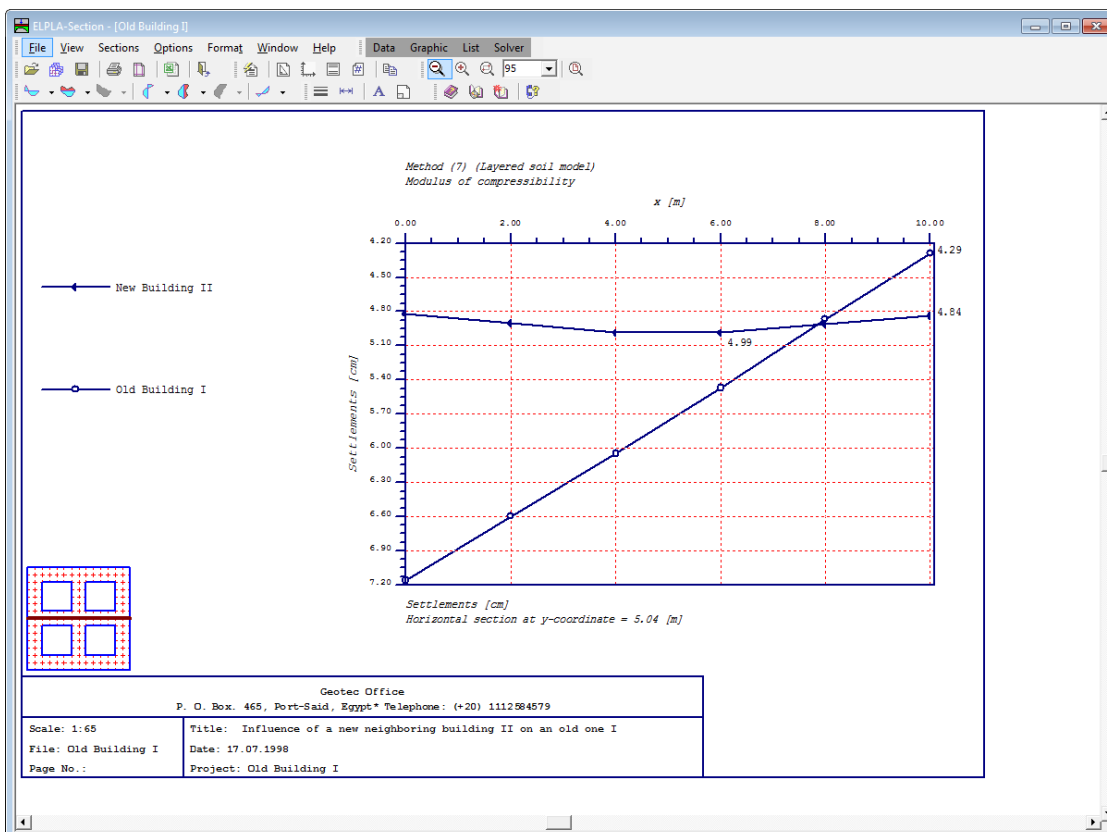 ELPLA-Section - [Old Building I]
File View Sections Options Format Window Help Data Graphic List Solver
95
Method (7) (Layered soil model)
Modulus of compressibility
x [m]
0.00 2.00 4.00 6.00 8.00 10.00
4.20
4.29
4.50
New Building II
4.80
4.84
4.99
5.10
Settlements [cm]
5.40
Old Building I
5.70
6.00
6.30
6.60
6.90
7.20
Settlements [cm]
Horizontal section at y-coordinate = 5.04 [m]
Geotec Office
P. O. Box. 465, Port-Said, Egypt* Telephone: (+20) 1112584579
Scale: 1:65
Title: Influence of a new neighboring building II on an old one I
File: Old Building I
Date: 17.07.1998
Page No.:
Project: Old Building I